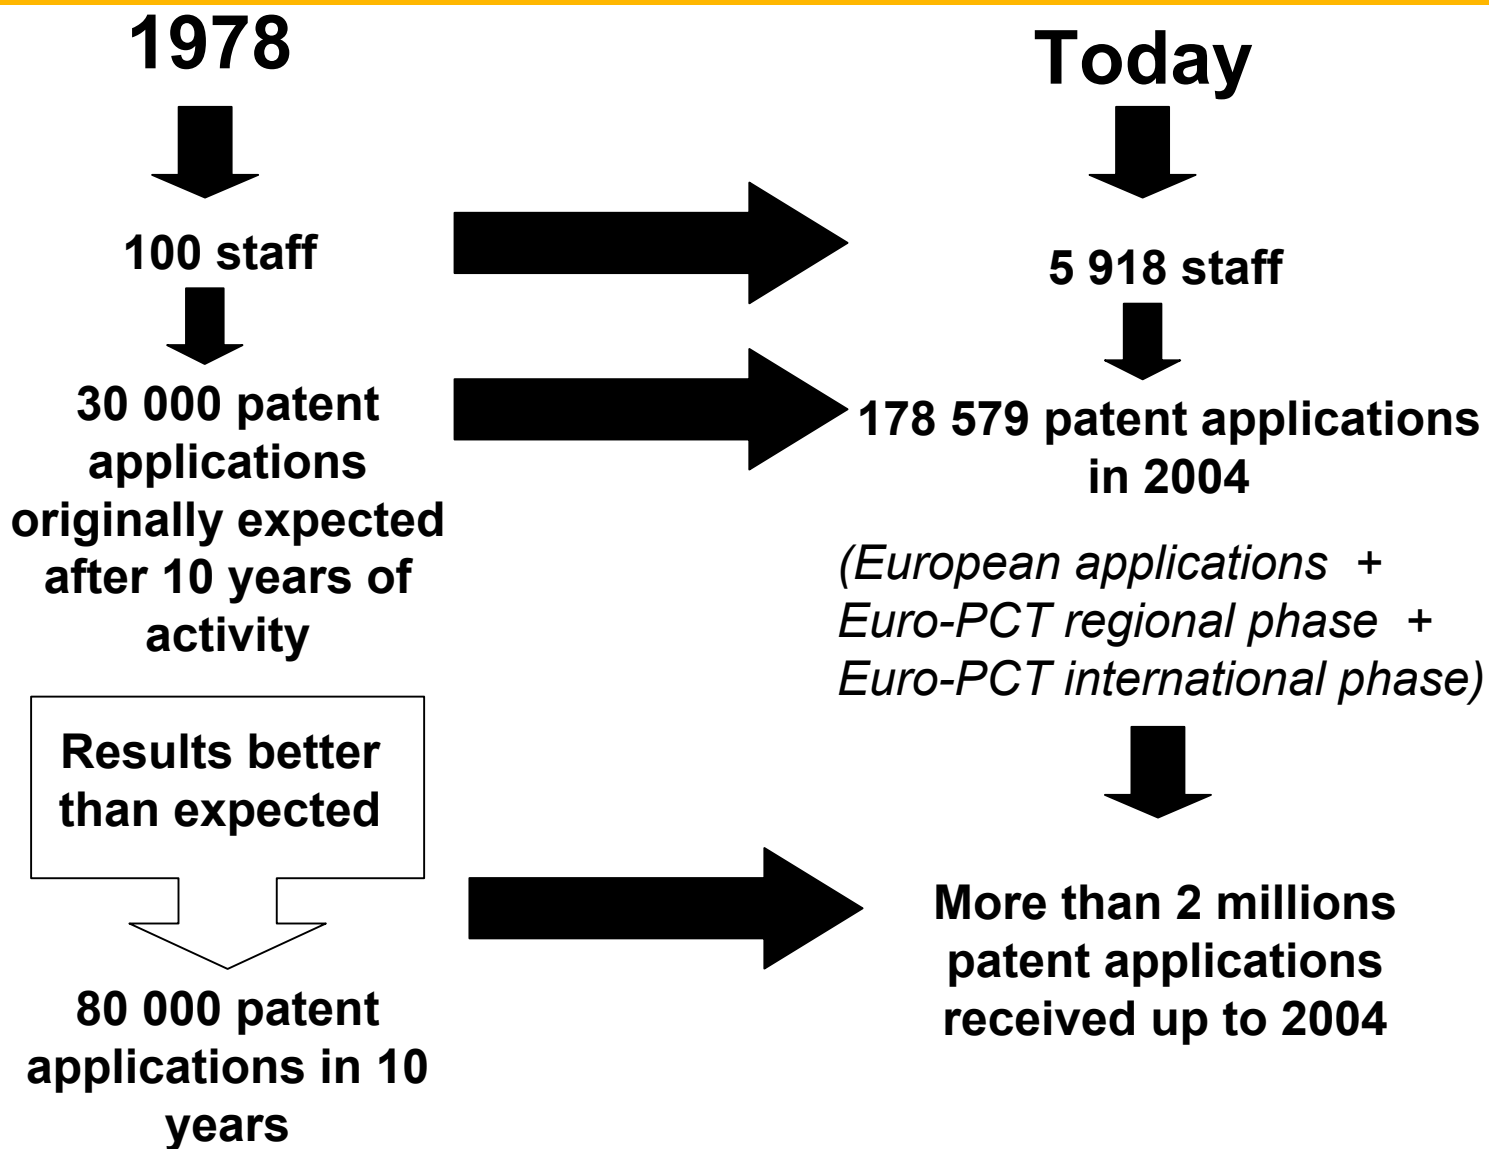 1978
100 staff
30 000 patent
applications
originally expected
after 10 years of
activity
Results better
than expected
80 000 patent
applications in 10
years
Today
5 918 staff
178 579 patent applications
in 2004
(European applications +
Euro-PCT regional phase +
Euro-PCT international phase)
More than 2 millions
patent applications
received up to 2004